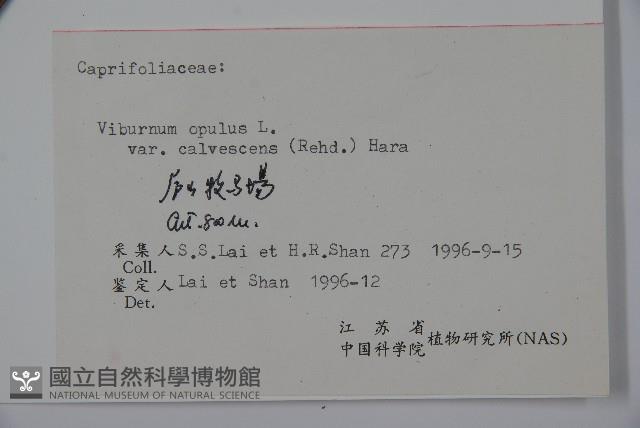 Caprifoliaceae:
Viburnum opulus L.
var. calvescens (Rehd.) Hara
庐山牧马場
alt. 800 m.
采集人 S.S.Lai et H.R.Shan 273 1996-9-15
Coll.
鉴定人 Lai et Shan 1996-12
Det.
江苏省
中国科学院 植物研究所(NAS)
國立自然科學博物館
NATIONAL MUSEUM OF NATURAL SCIENCE